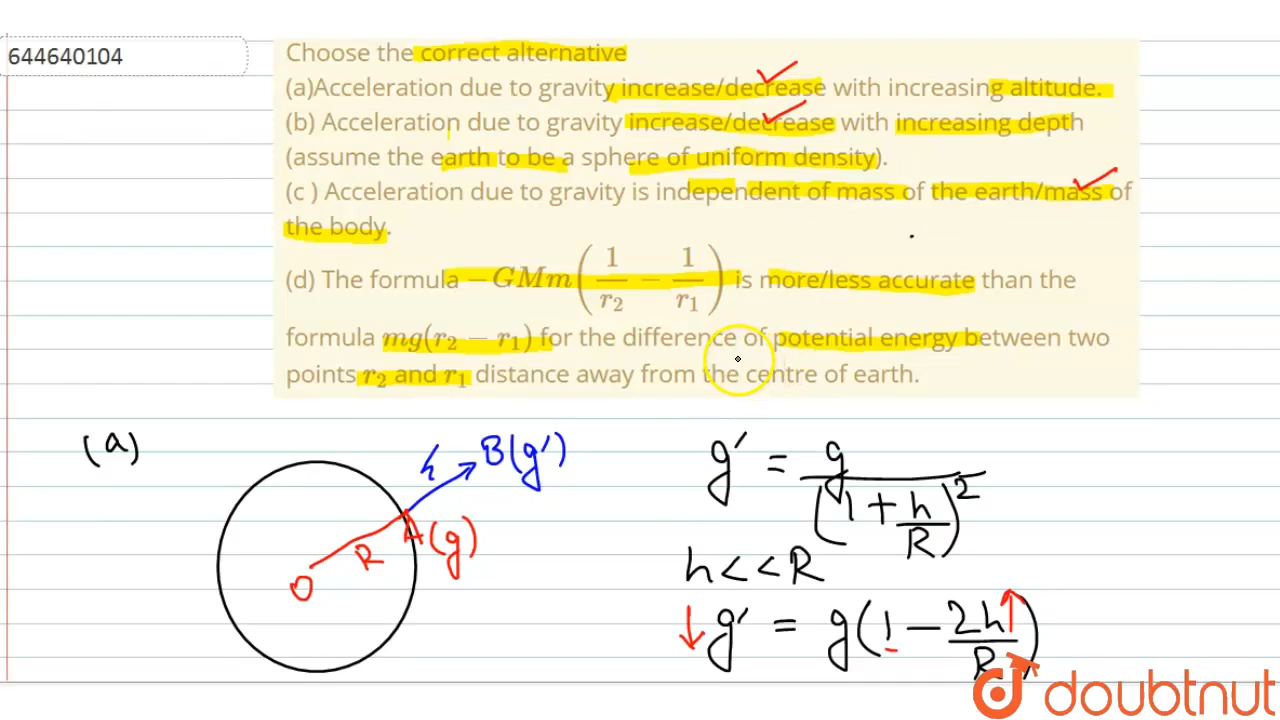 644640104
Choose the correct alternative
(a)Acceleration due to gravity increase/decrease with increasing altitude.
(b) Acceleration due to gravity increase/decrease with increasing depth
(assume the earth to be a sphere of uniform density).
(c ) Acceleration due to gravity is independent of mass of the earth/mass of
the body.
(d) The formula −GMm(1/r₂ − 1/r₁) is more/less accurate than the
formula mg(r₂ − r₁) for the difference of potential energy between two
points r₂ and r₁ distance away from the centre of earth.
(a)
h B(g')
A(g)
R
O
g' = g/(1 + h/R)²
h<<R
↓ g' = g(1 − 2h↑/R)
doubtnut